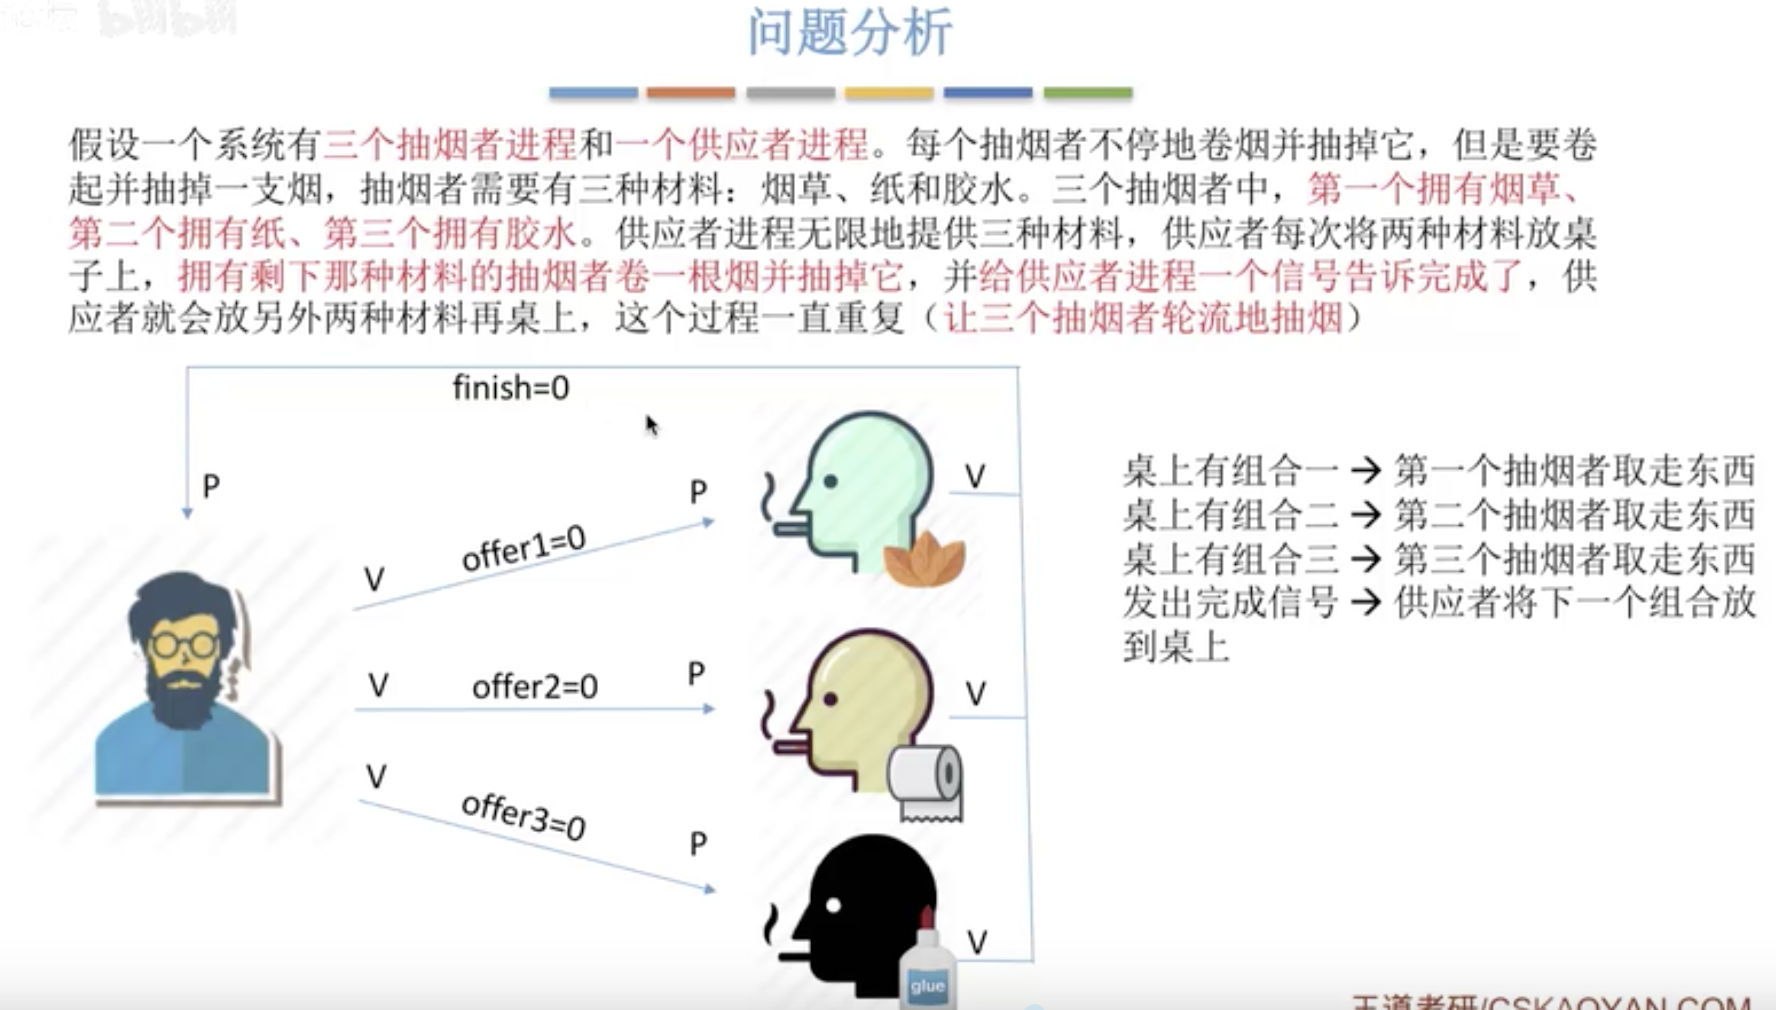 bilibili
问题分析
假设一个系统有三个抽烟者进程和一个供应者进程。每个抽烟者不停地卷烟并抽掉它，但是要卷
起并抽掉一支烟，抽烟者需要有三种材料：烟草、纸和胶水。三个抽烟者中，第一个拥有烟草、
第二个拥有纸、第三个拥有胶水。供应者进程无限地提供三种材料，供应者每次将两种材料放桌
子上，拥有剩下那种材料的抽烟者卷一根烟并抽掉它，并给供应者进程一个信号告诉完成了，供
应者就会放另外两种材料再桌上，这个过程一直重复（让三个抽烟者轮流地抽烟）
finish=0
P
P
V
offer1=0
V
V
offer2=0
P
V
V
offer3=0
P
V
glue
桌上有组合一 → 第一个抽烟者取走东西
桌上有组合二 → 第二个抽烟者取走东西
桌上有组合三 → 第三个抽烟者取走东西
发出完成信号 → 供应者将下一个组合放
到桌上
王道考研/CSKAOYAN.COM